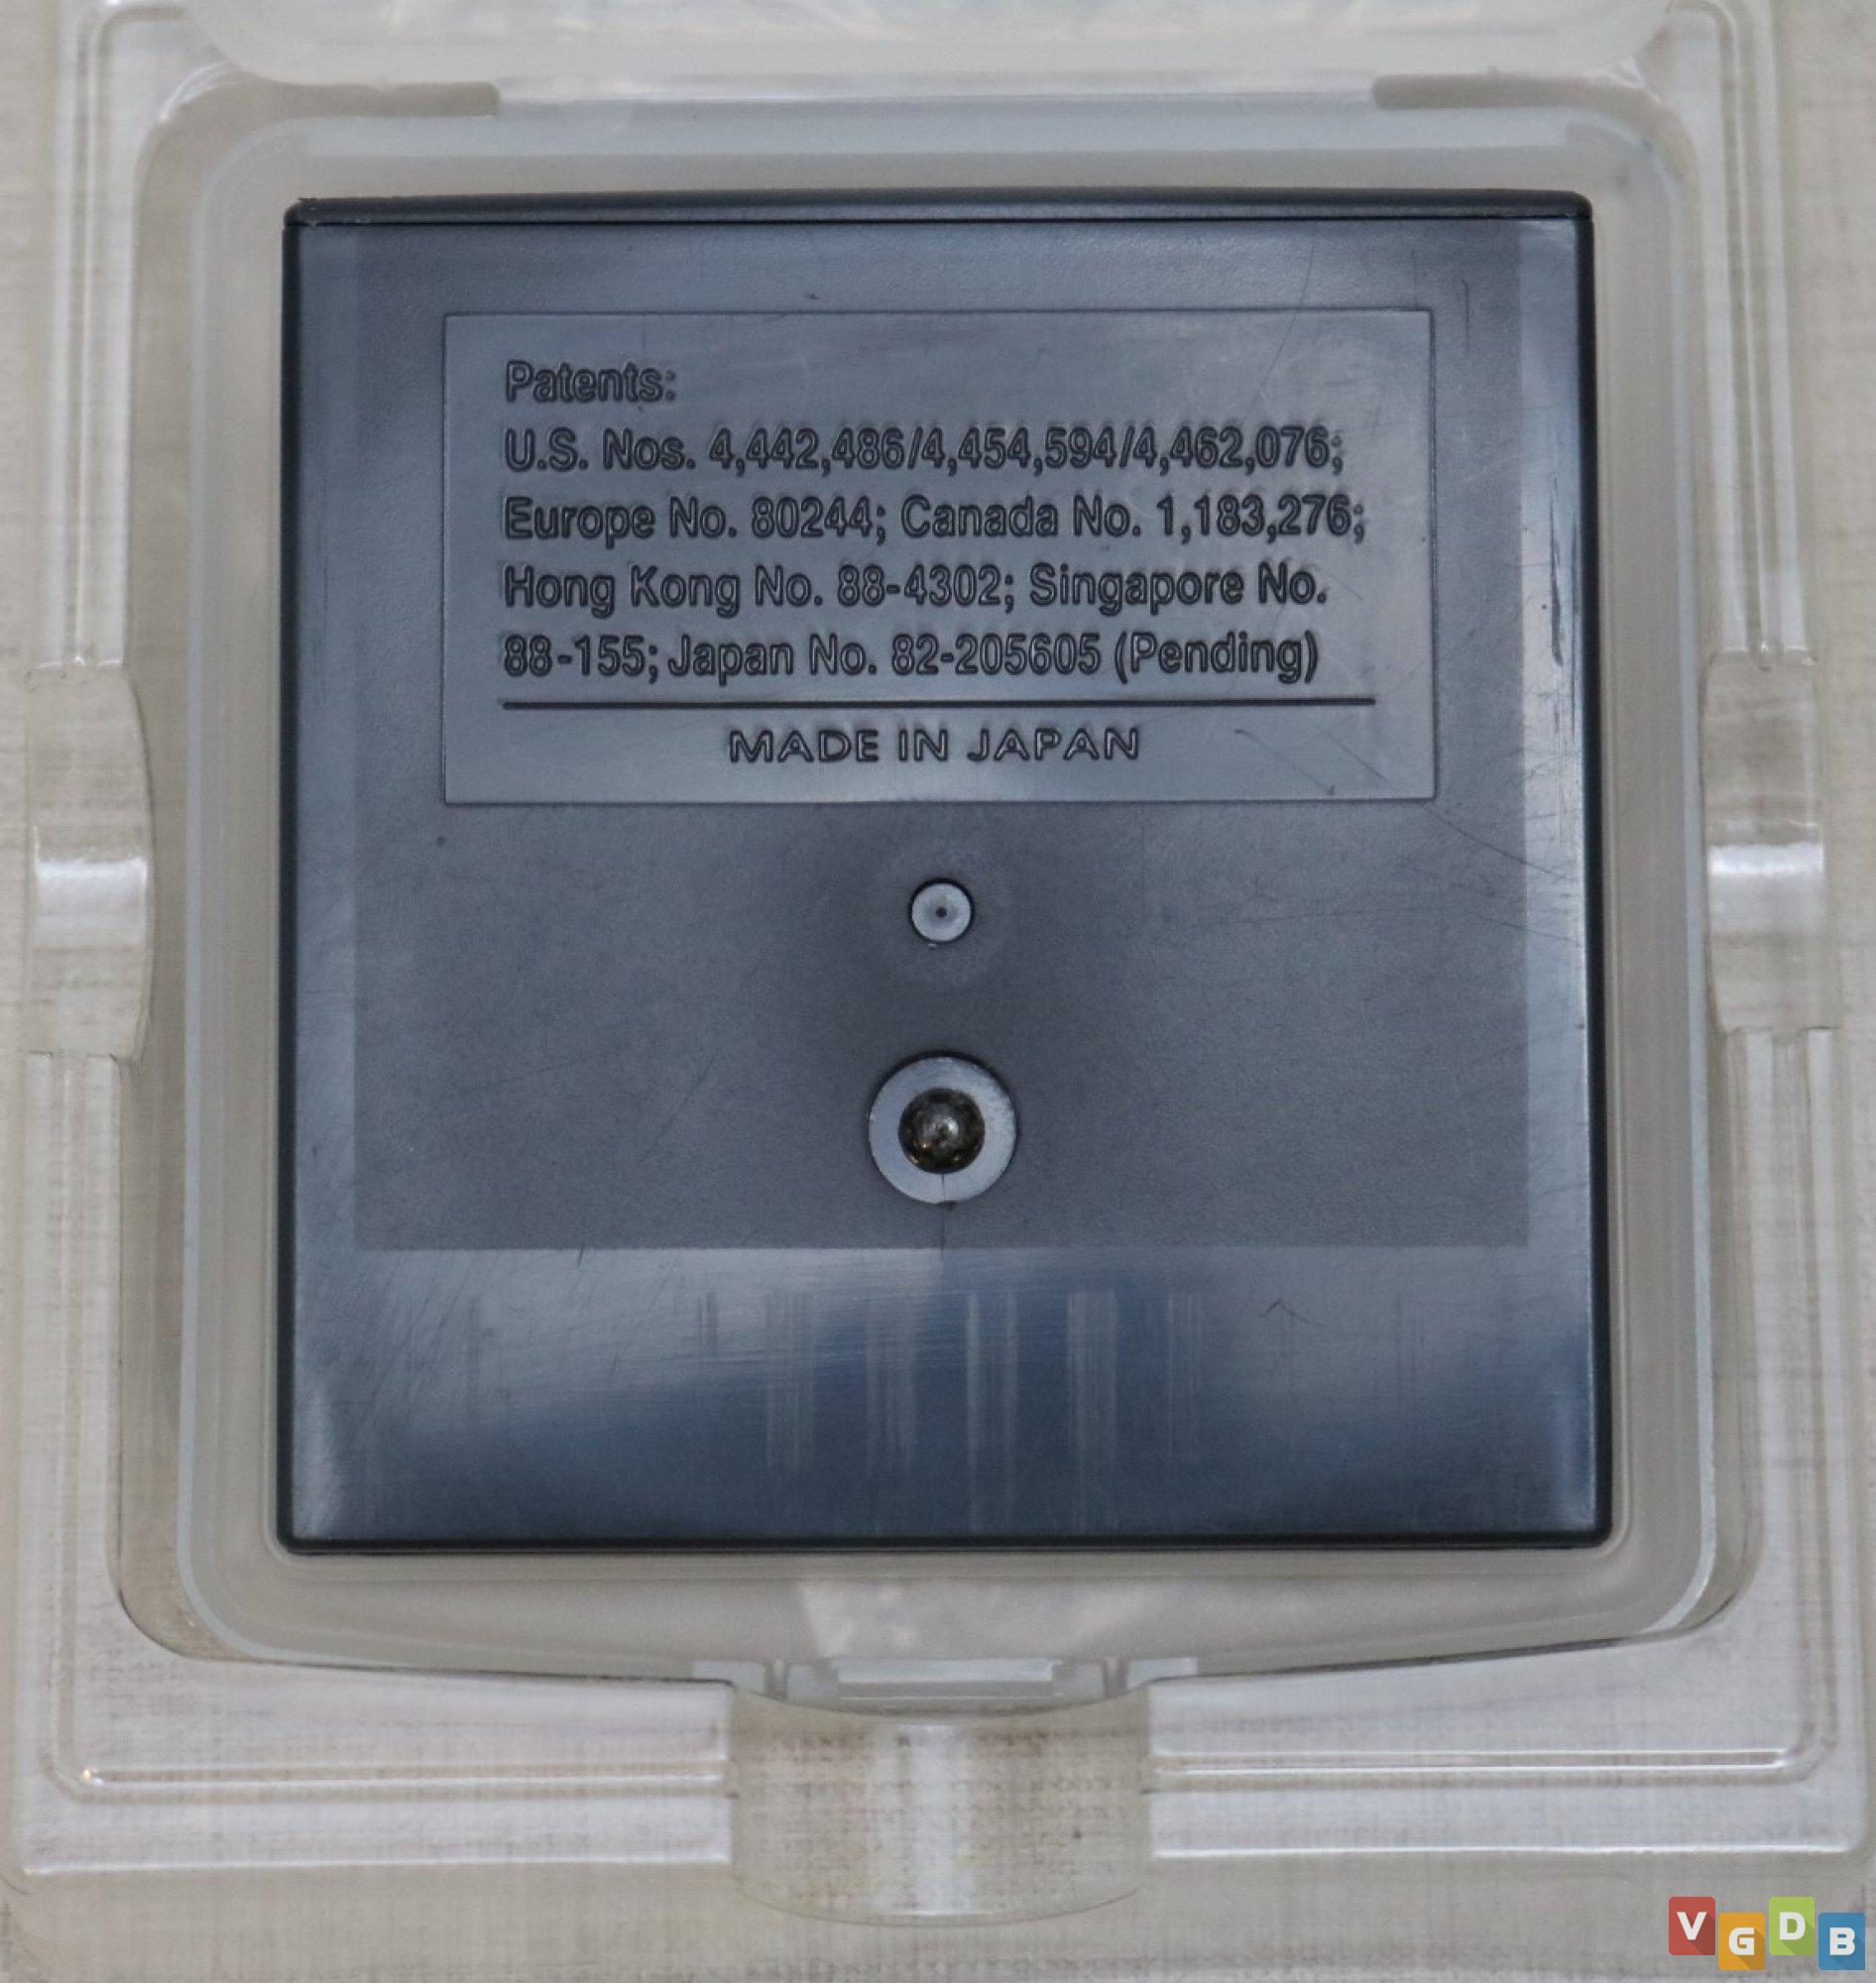 Patents:
U.S. Nos. 4,442,486/4,454,594/4,462,076;
Europe No. 80244; Canada No. 1,183,276;
Hong Kong No. 88-4302; Singapore No.
88-155; Japan No. 82-205605 (Pending)
MADE IN JAPAN
VGDB